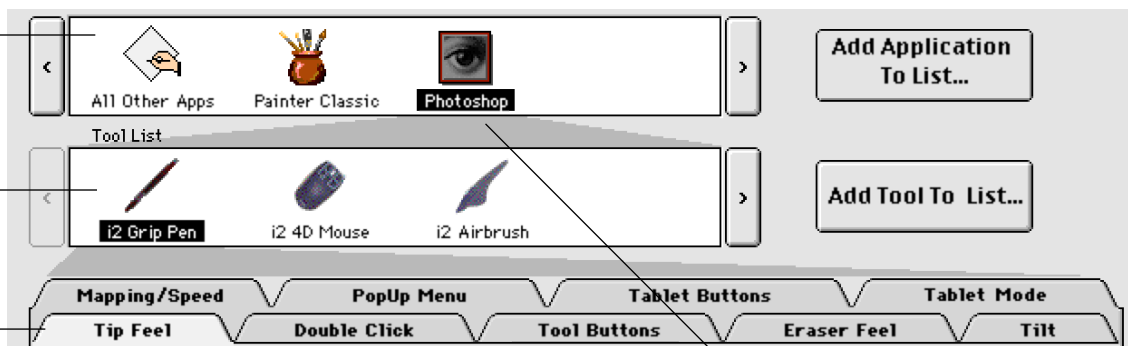 All Other Apps Painter Classic Photoshop
Add Application
To List...
Tool List
i2 Grip Pen i2 4D Mouse i2 Airbrush
Add Tool To List...
Mapping/Speed PopUp Menu Tablet Buttons Tablet Mode
Tip Feel Double Click Tool Buttons Eraser Feel Tilt